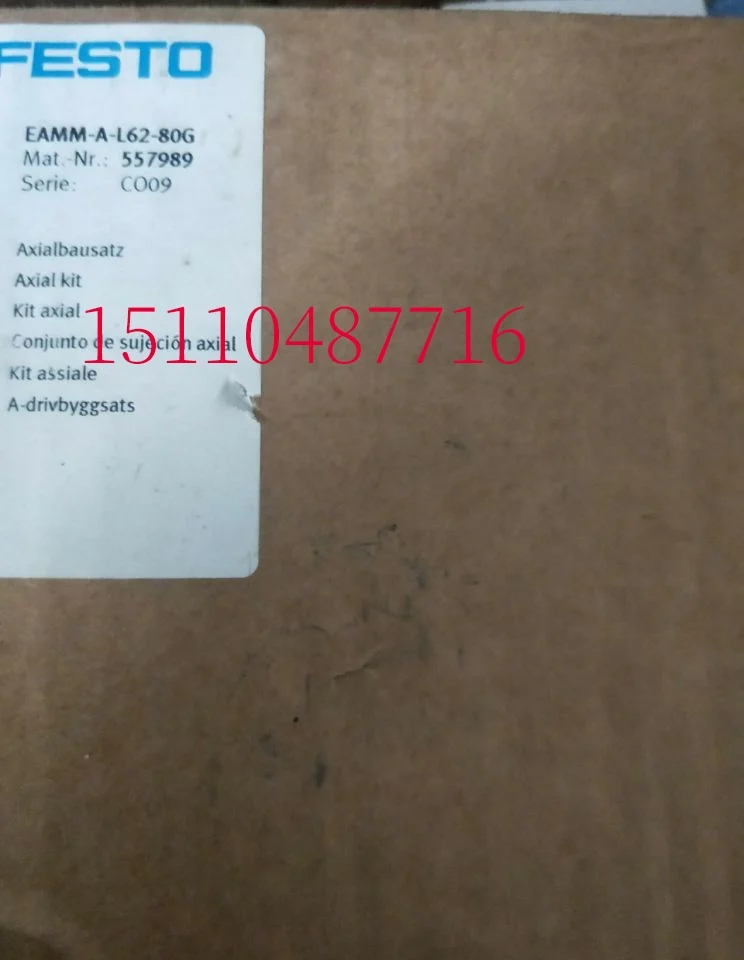 FESTO
EAMM-A-L62-80G
Mat.-Nr.: 557989
Serie: CO09
Axialbausatz
Axial kit
Kit axial
15110487716
Conjunto de sujeción axial
Kit assiale
A-drivbyggsats